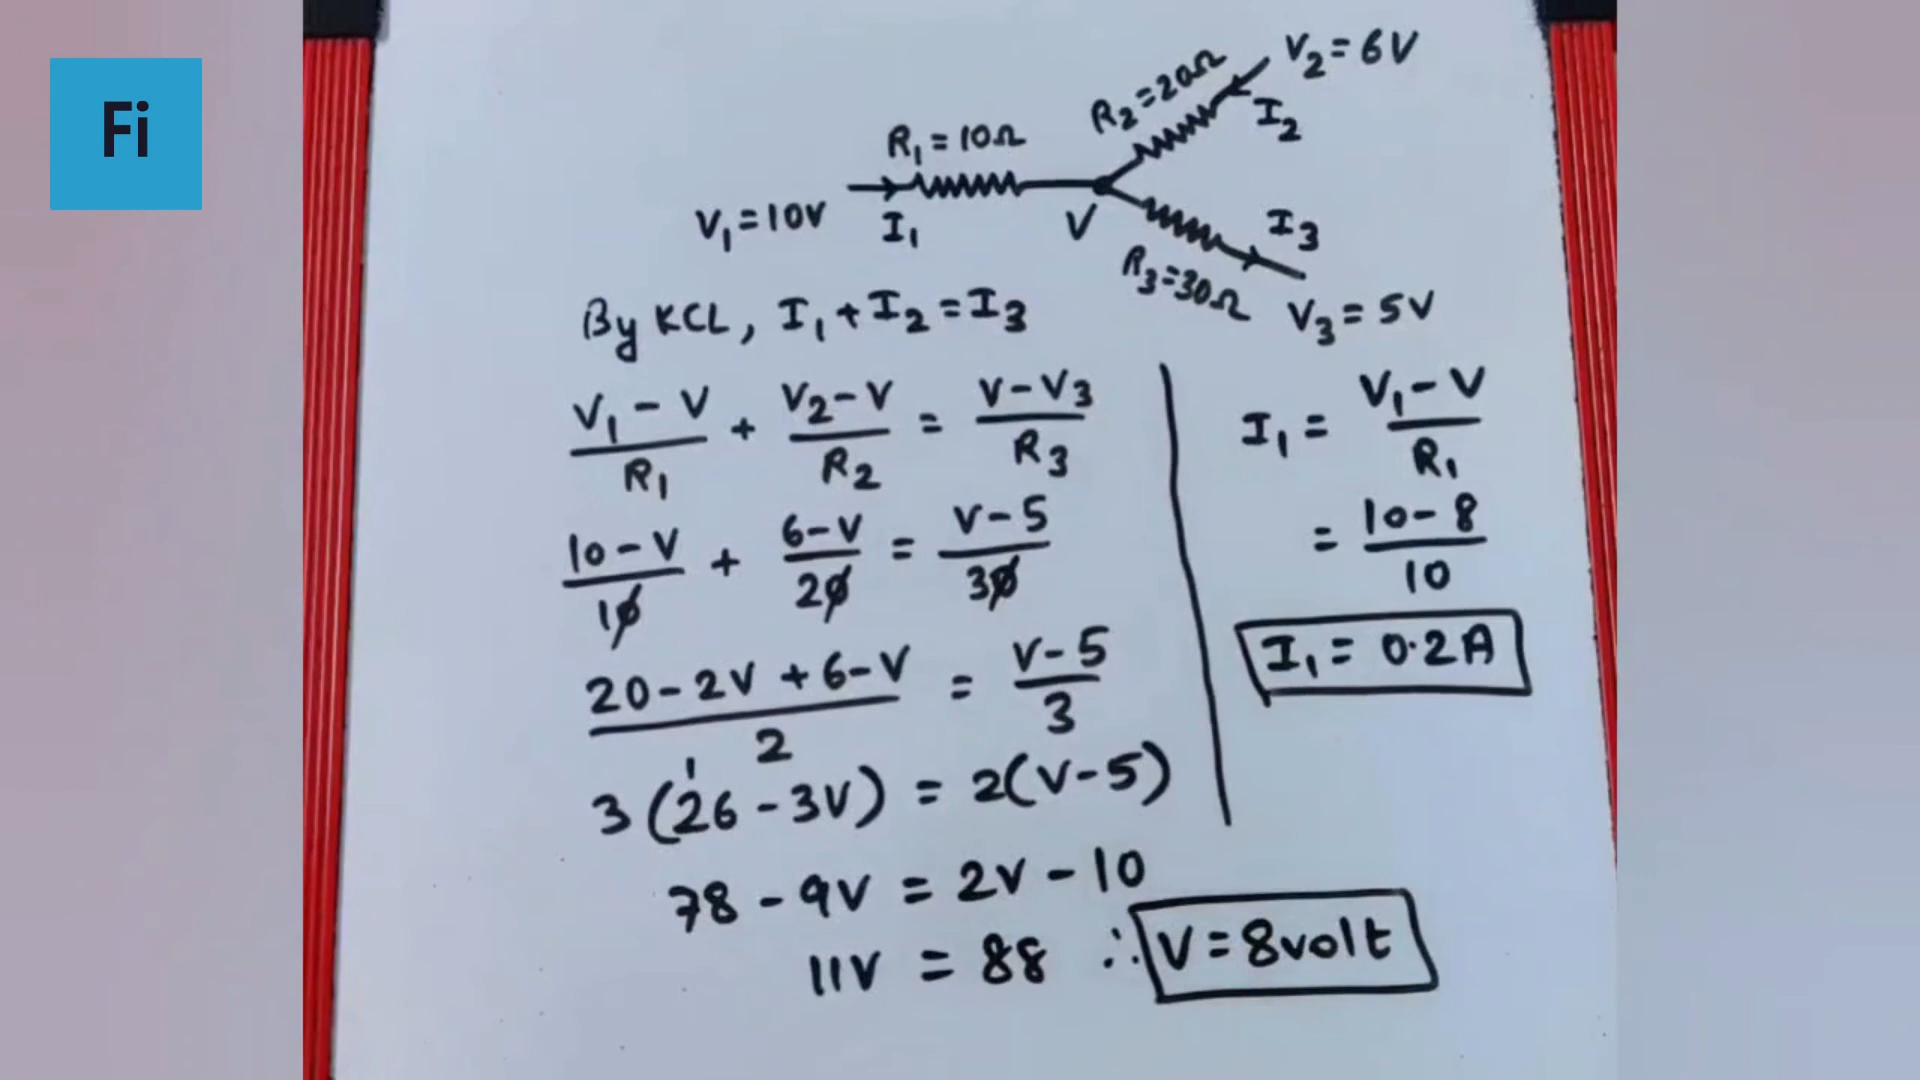 Fi
V₂ = 6V
R₂ = 20Ω
I₂
R₁ = 10Ω
V₁ = 10V
I₁
V
I₃
R₃ = 30Ω
V₃ = 5V
By KCL, I₁ + I₂ = I₃
(V₁ - V)/R₁ + (V₂ - V)/R₂ = (V - V₃)/R₃
(10 - V)/10 + (6 - V)/20 = (V - 5)/30
(20 - 2V + 6 - V)/2 = (V - 5)/3
3(26 - 3V) = 2(V - 5)
78 - 9V = 2V - 10
11V = 88 ∴ V = 8volt
I₁ = (V₁ - V)/R₁
= (10 - 8)/10
I₁ = 0.2A